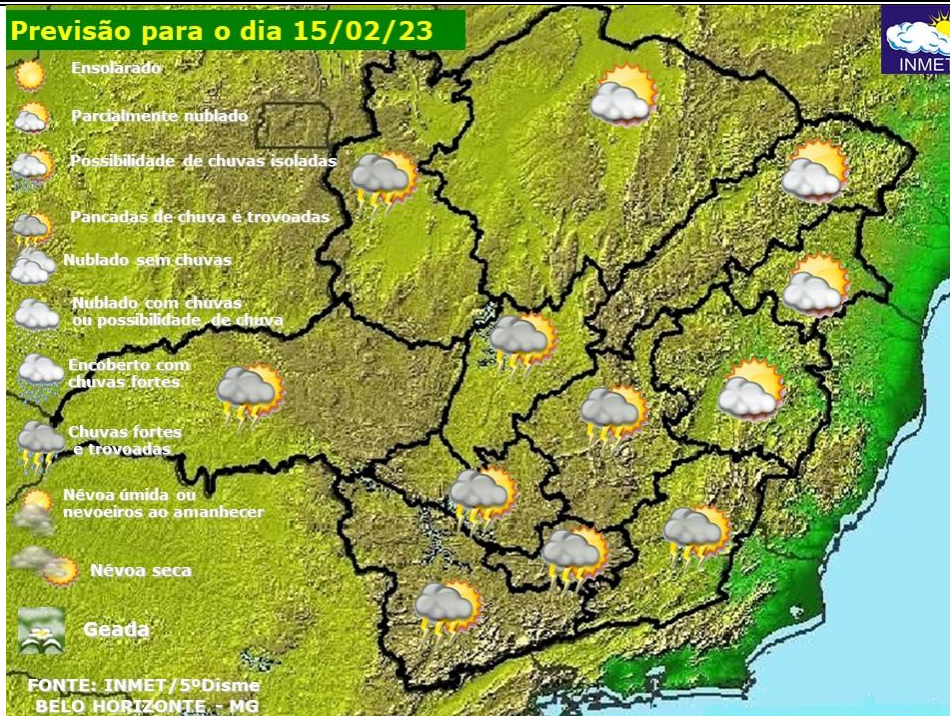 Previsão para o dia 15/02/23
INMET
Ensolarado
Parcialmente nublado
Possibilidade de chuvas isoladas
Pancadas de chuva e trovoadas
Nublado sem chuvas
Nublado com chuvas
ou possibilidade de chuva
Encoberto com
chuvas fortes
Chuvas fortes
e trovoadas
Névoa úmida ou
nevoeiros ao amanhecer
Névoa seca
Geada
FONTE: INMET/5ºDisme
BELO HORIZONTE - MG